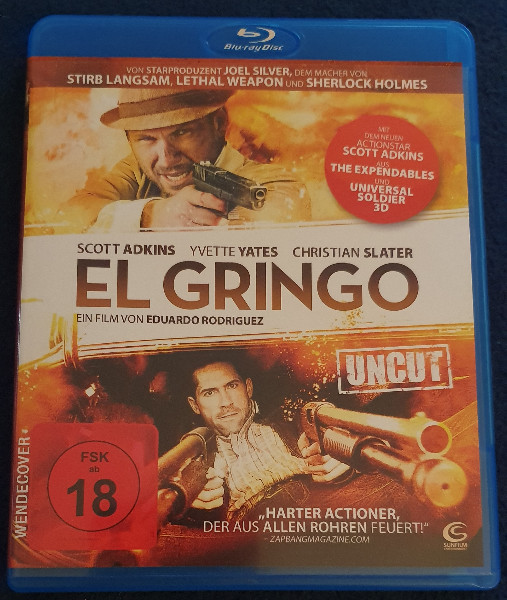 Blu-ray Disc
VON STARPRODUZENT JOEL SILVER, DEM MACHER VON
STIRB LANGSAM, LETHAL WEAPON UND SHERLOCK HOLMES
MIT
DEM NEUEN
ACTIONSTAR
SCOTT ADKINS
AUS
THE EXPENDABLES
UND
UNIVERSAL
SOLDIER
3D
SCOTT ADKINS YVETTE YATES CHRISTIAN SLATER
EL GRINGO
EIN FILM VON EDUARDO RODRIGUEZ
UNCUT
WENDECOVER
FSK
ab
18
„HARTER ACTIONER,
DER AUS ALLEN ROHREN FEUERT!“
– ZAPBANGMAGAZINE.COM
SUNFILM